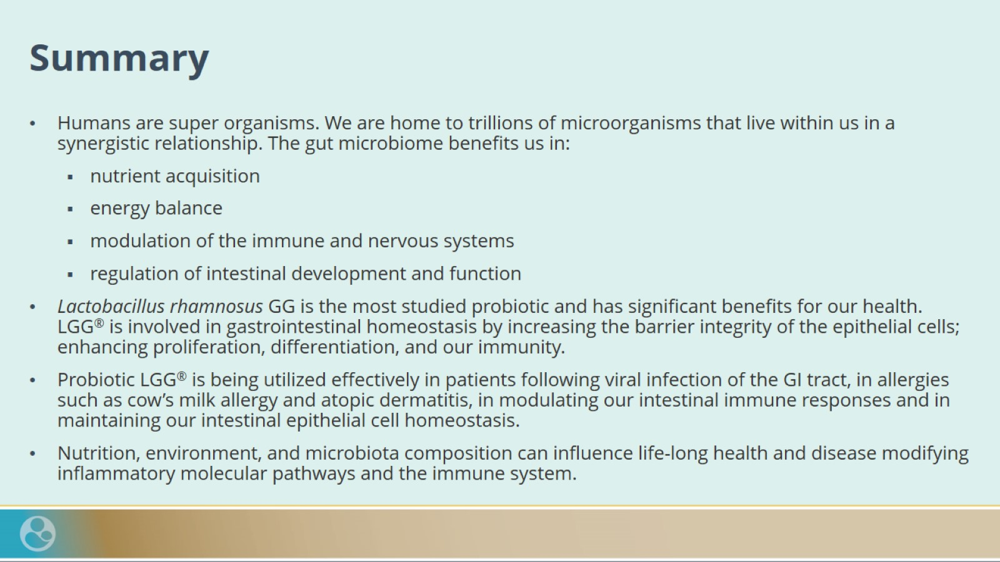 Summary
• Humans are super organisms. We are home to trillions of microorganisms that live within us in a
synergistic relationship. The gut microbiome benefits us in:
▪ nutrient acquisition
▪ energy balance
▪ modulation of the immune and nervous systems
▪ regulation of intestinal development and function
• Lactobacillus rhamnosus GG is the most studied probiotic and has significant benefits for our health.
LGG® is involved in gastrointestinal homeostasis by increasing the barrier integrity of the epithelial cells;
enhancing proliferation, differentiation, and our immunity.
• Probiotic LGG® is being utilized effectively in patients following viral infection of the GI tract, in allergies
such as cow’s milk allergy and atopic dermatitis, in modulating our intestinal immune responses and in
maintaining our intestinal epithelial cell homeostasis.
• Nutrition, environment, and microbiota composition can influence life-long health and disease modifying
inflammatory molecular pathways and the immune system.